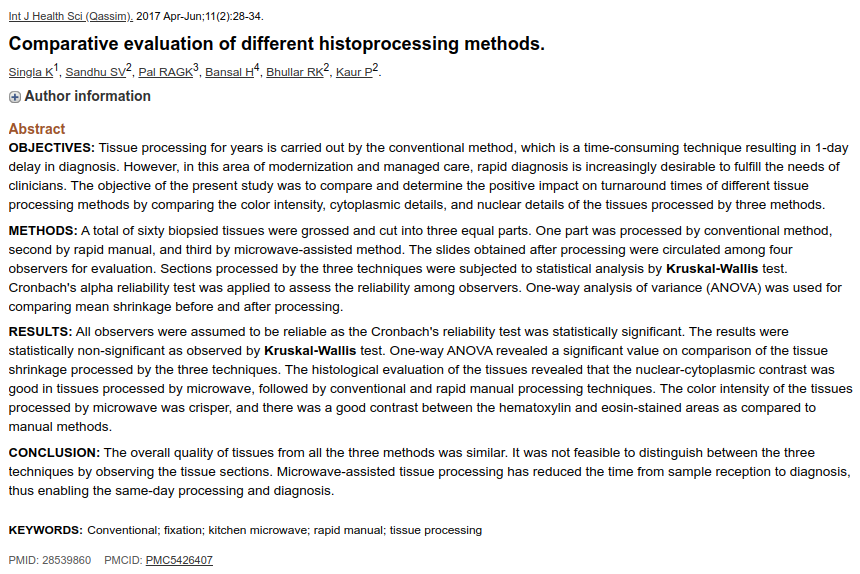 Int J Health Sci (Qassim). 2017 Apr-Jun;11(2):28-34.
Comparative evaluation of different histoprocessing methods.
Singla K1, Sandhu SV2, Pal RAGK3, Bansal H4, Bhullar RK2, Kaur P2.
Author information
Abstract
OBJECTIVES: Tissue processing for years is carried out by the conventional method, which is a time-consuming technique resulting in 1-day
delay in diagnosis. However, in this area of modernization and managed care, rapid diagnosis is increasingly desirable to fulfill the needs of
clinicians. The objective of the present study was to compare and determine the positive impact on turnaround times of different tissue
processing methods by comparing the color intensity, cytoplasmic details, and nuclear details of the tissues processed by three methods.
METHODS: A total of sixty biopsied tissues were grossed and cut into three equal parts. One part was processed by conventional method,
second by rapid manual, and third by microwave-assisted method. The slides obtained after processing were circulated among four
observers for evaluation. Sections processed by the three techniques were subjected to statistical analysis by Kruskal-Wallis test.
Cronbach's alpha reliability test was applied to assess the reliability among observers. One-way analysis of variance (ANOVA) was used for
comparing mean shrinkage before and after processing.
RESULTS: All observers were assumed to be reliable as the Cronbach's reliability test was statistically significant. The results were
statistically non-significant as observed by Kruskal-Wallis test. One-way ANOVA revealed a significant value on comparison of the tissue
shrinkage processed by the three techniques. The histological evaluation of the tissues revealed that the nuclear-cytoplasmic contrast was
good in tissues processed by microwave, followed by conventional and rapid manual processing techniques. The color intensity of the tissues
processed by microwave was crisper, and there was a good contrast between the hematoxylin and eosin-stained areas as compared to
manual methods.
CONCLUSION: The overall quality of tissues from all the three methods was similar. It was not feasible to distinguish between the three
techniques by observing the tissue sections. Microwave-assisted tissue processing has reduced the time from sample reception to diagnosis,
thus enabling the same-day processing and diagnosis.
KEYWORDS: Conventional; fixation; kitchen microwave; rapid manual; tissue processing
PMID: 28539860 PMCID: PMC5426407